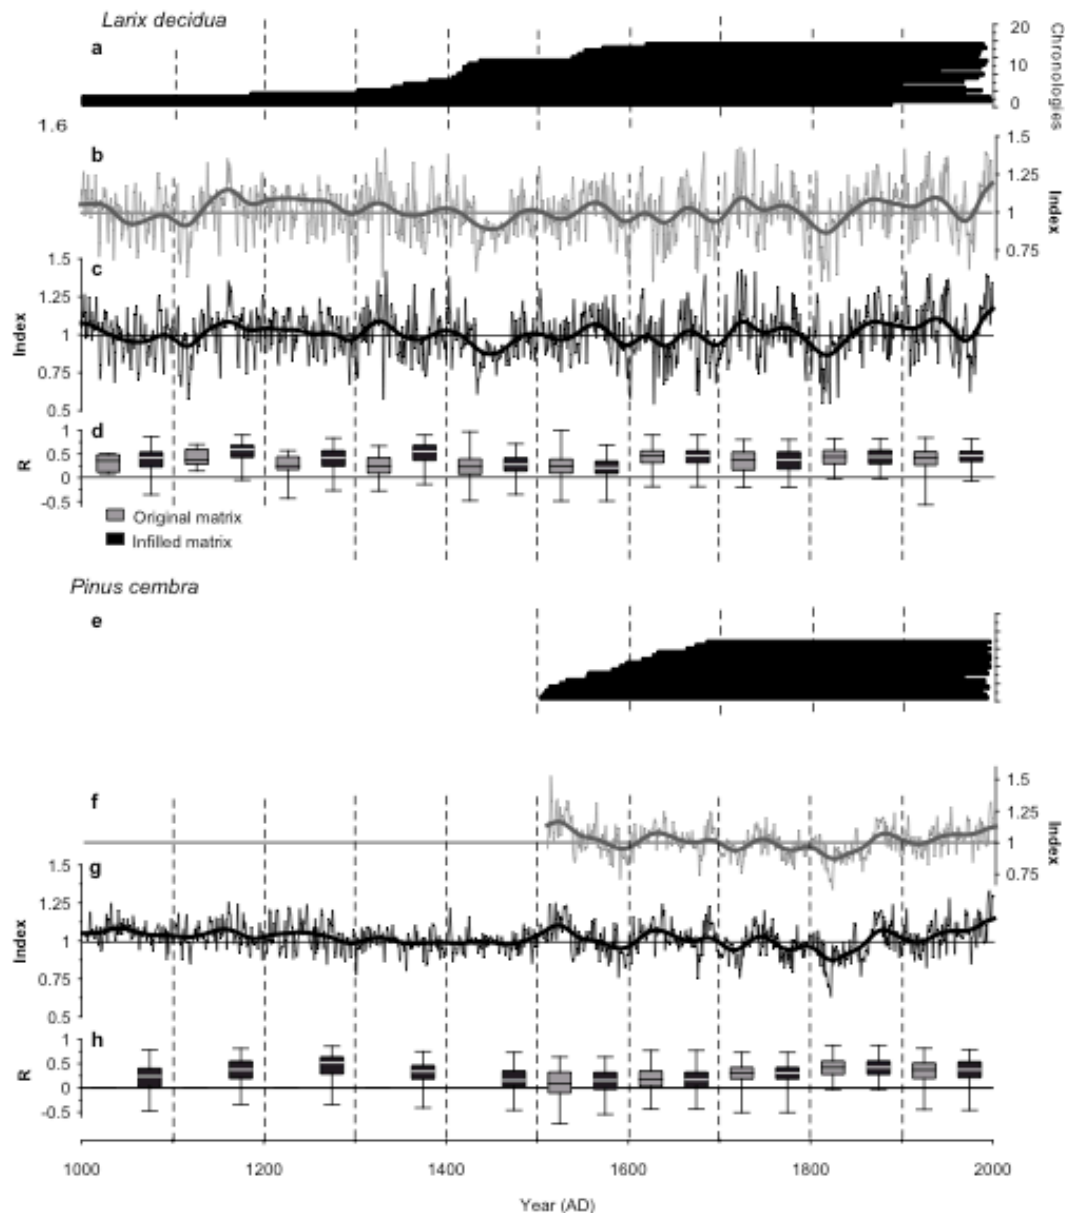 Larix decidua
a
20
10
0
Chronologies
1.6
b
1.5
1.25
1
0.75
Index
c
1.5
1.25
1
0.75
0.5
Index
d
1
0.5
0
-0.5
R
Original matrix
Infilled matrix
Pinus cembra
e
f
1.5
1.25
1
0.75
Index
g
1.5
1.25
1
0.75
0.5
Index
h
1
0.5
0
-0.5
R
1000 1200 1400 1600 1800 2000
Year (AD)